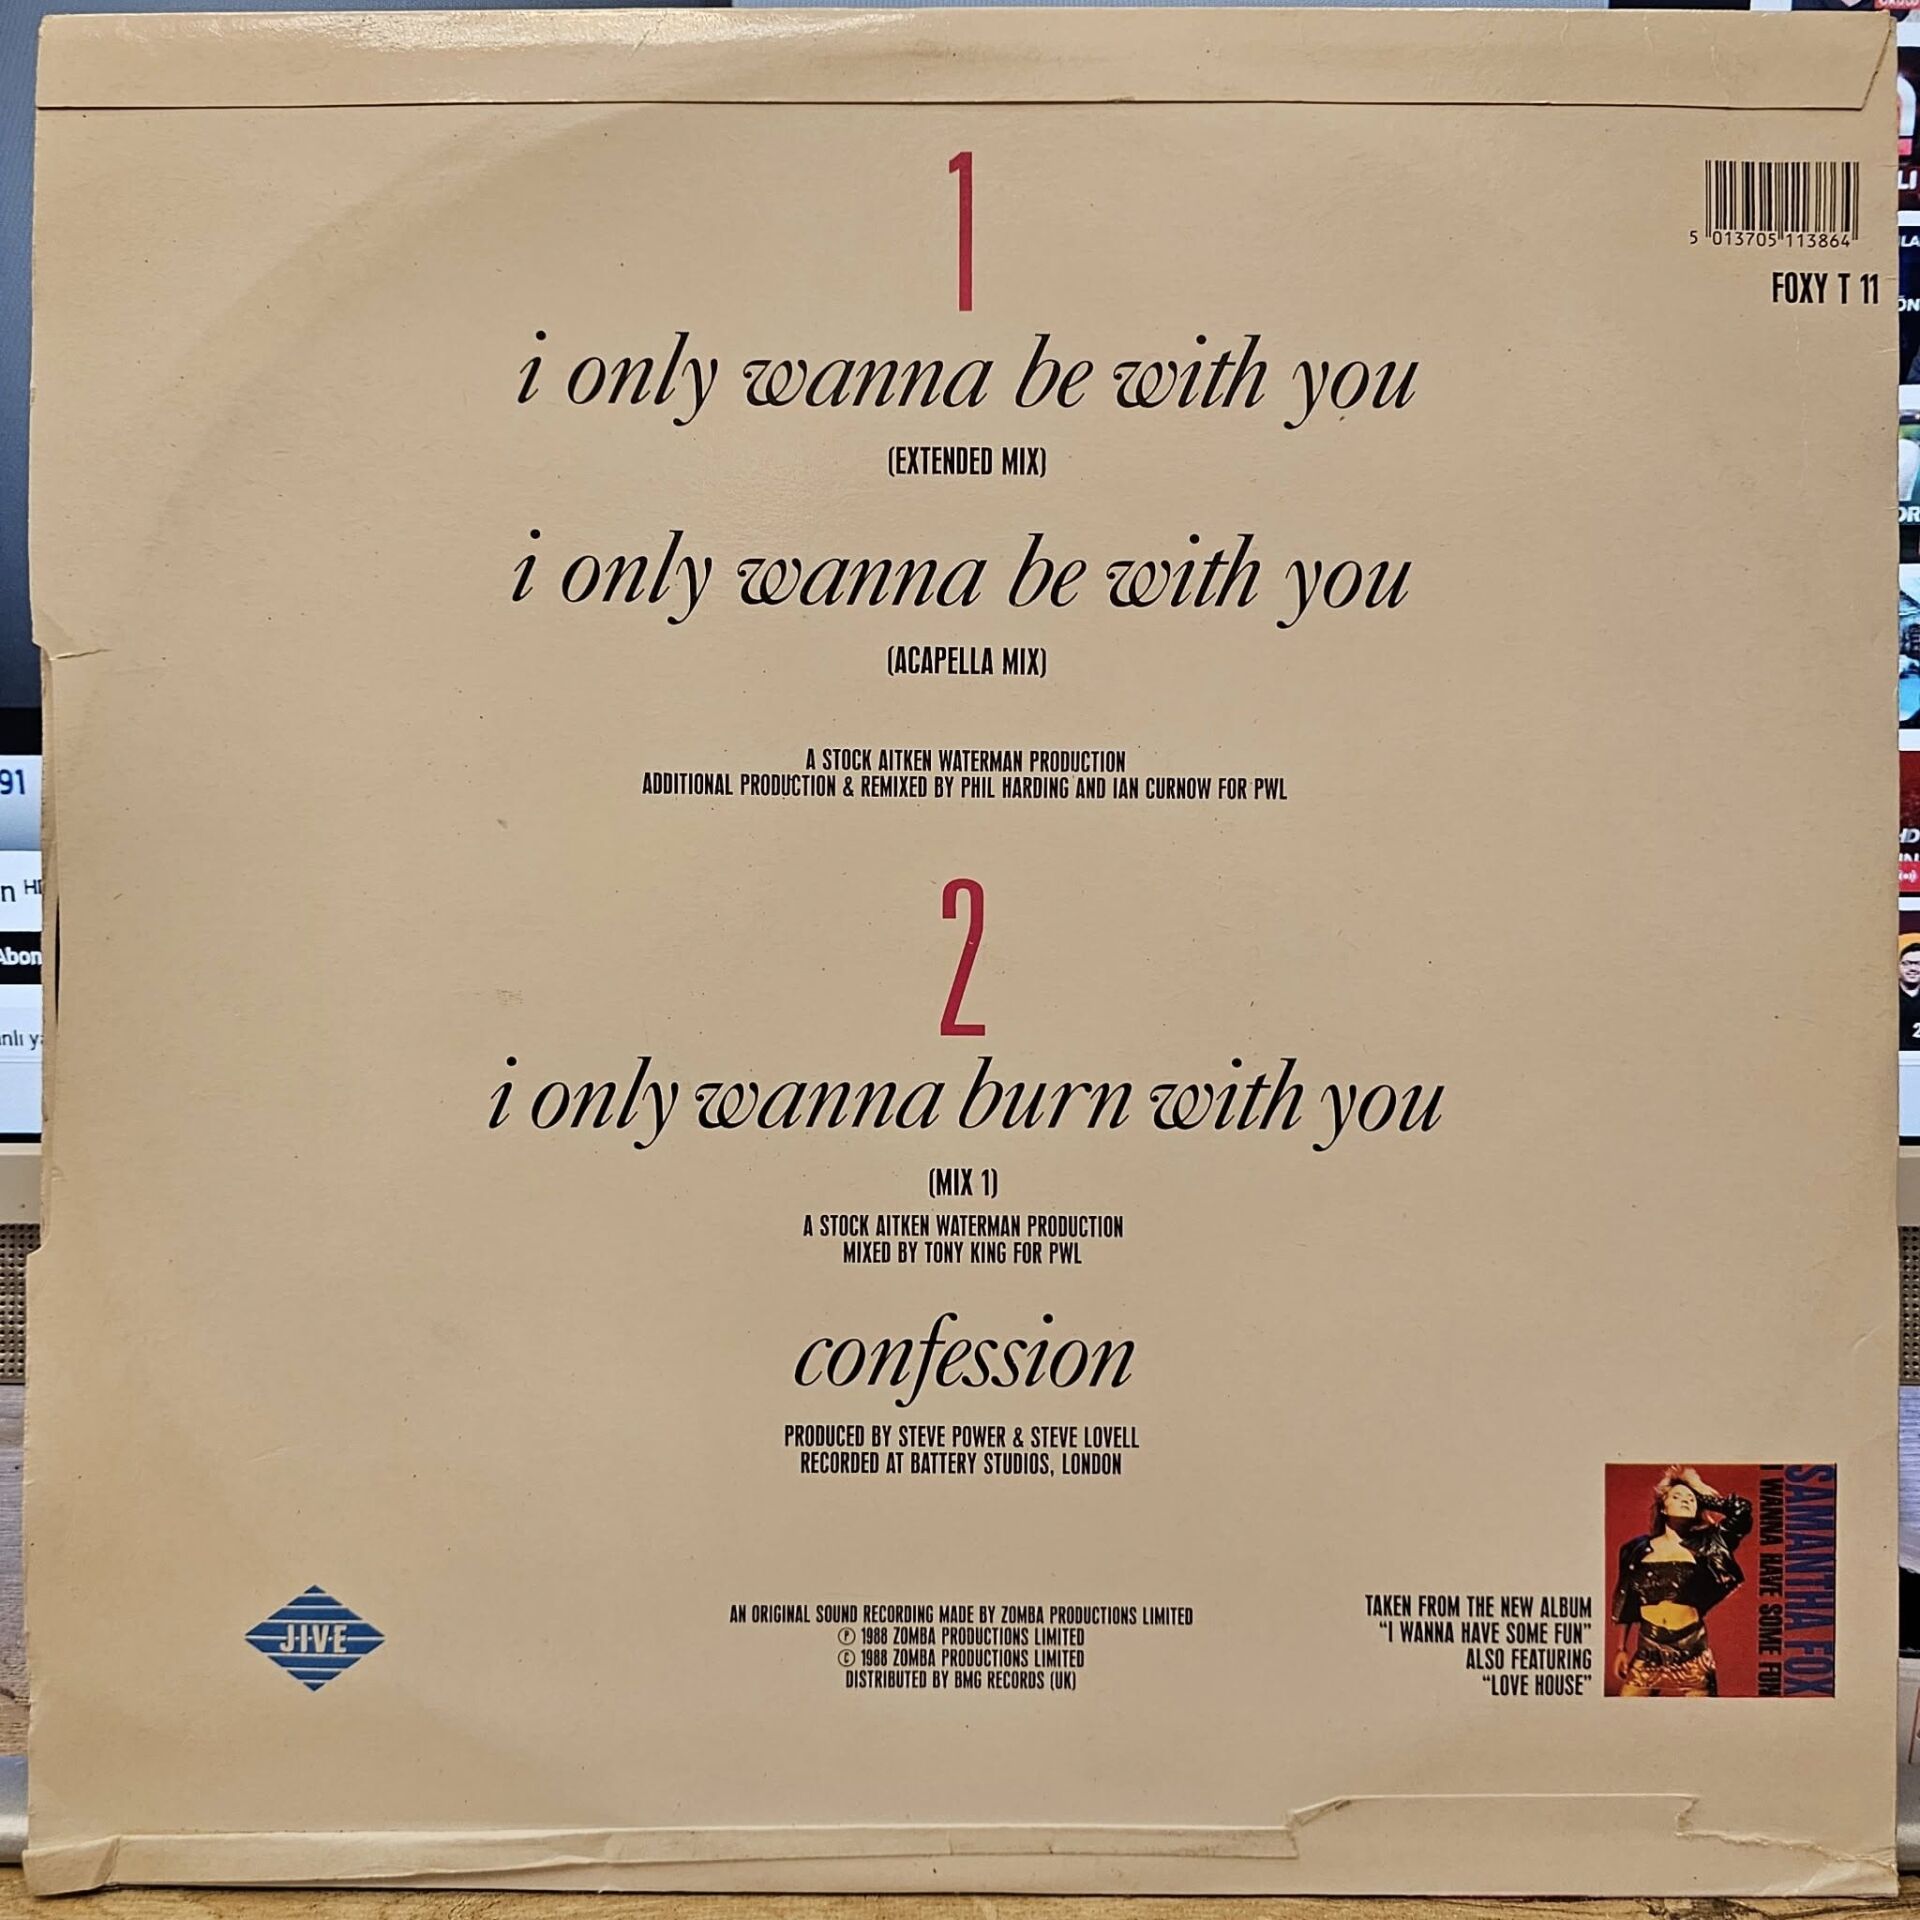 1
5 013705 113864
FOXY T 11
i only wanna be with you
(EXTENDED MIX)
i only wanna be with you
(ACAPELLA MIX)
A STOCK AITKEN WATERMAN PRODUCTION
ADDITIONAL PRODUCTION & REMIXED BY PHIL HARDING AND IAN CURNOW FOR PWL
2
i only wanna burn with you
(MIX 1)
A STOCK AITKEN WATERMAN PRODUCTION
MIXED BY TONY KING FOR PWL
confession
PRODUCED BY STEVE POWER & STEVE LOVELL
RECORDED AT BATTERY STUDIOS, LONDON
J·I·V·E
AN ORIGINAL SOUND RECORDING MADE BY ZOMBA PRODUCTIONS LIMITED
Ⓟ 1988 ZOMBA PRODUCTIONS LIMITED
© 1988 ZOMBA PRODUCTIONS LIMITED
DISTRIBUTED BY BMG RECORDS (UK)
TAKEN FROM THE NEW ALBUM
“I WANNA HAVE SOME FUN”
ALSO FEATURING
“LOVE HOUSE”
SAMANTHA FOX
I WANNA HAVE SOME FUN
91
n HD
Abon
nlı ya